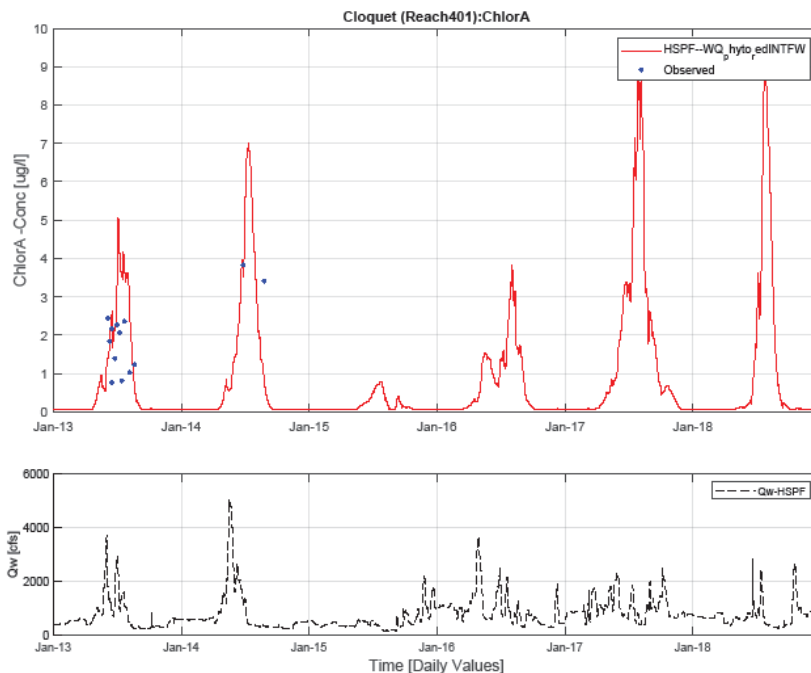 Cloquet (Reach401):ChlorA
HSPF--WQphytoredINTFW
Observed
ChlorA -Conc [ug/l]
10
9
8
7
6
5
4
3
2
1
0
Jan-13 Jan-14 Jan-15 Jan-16 Jan-17 Jan-18
Qw-HSPF
Qw [cfs]
6000
4000
2000
0
Jan-13 Jan-14 Jan-15 Jan-16 Jan-17 Jan-18
Time [Daily Values]